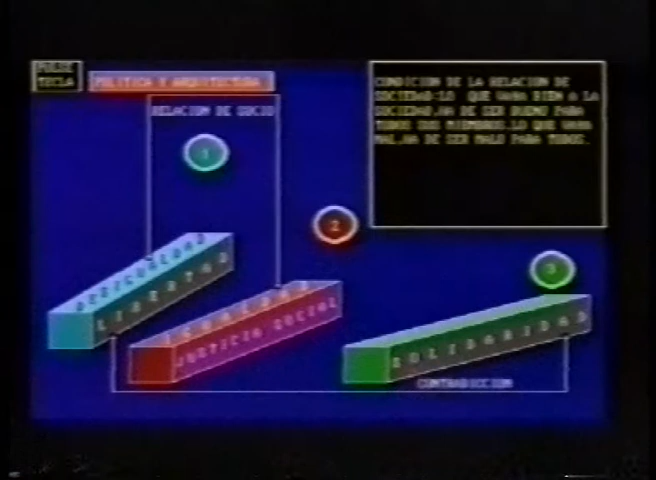 PULSE
TECLA
POLITICA Y ARQUITECTURA
RELACION DE SOCIO
1
CONDICION DE LA RELACION DE
SOCIEDAD:LO QUE VAYA BIEN A LA
SOCIEDAD,HA DE SER BUENO PARA
TODOS SUS MIEMBROS.LO QUE VAYA
MAL,HA DE SER MALO PARA TODOS.
2
3
DESIGUALDAD
LIBERTAD
IGUALDAD
JUSTICIA SOCIAL
SOLIDARIDAD
CONTRADICCION